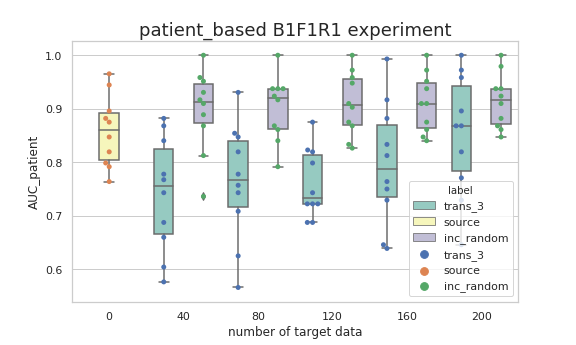 patient_based B1F1R1 experiment
1.0
0.9
0.8
0.7
0.6
AUC_patient
0
40
80
120
160
200
number of target data
label
trans_3
source
inc_random
trans_3
source
inc_random